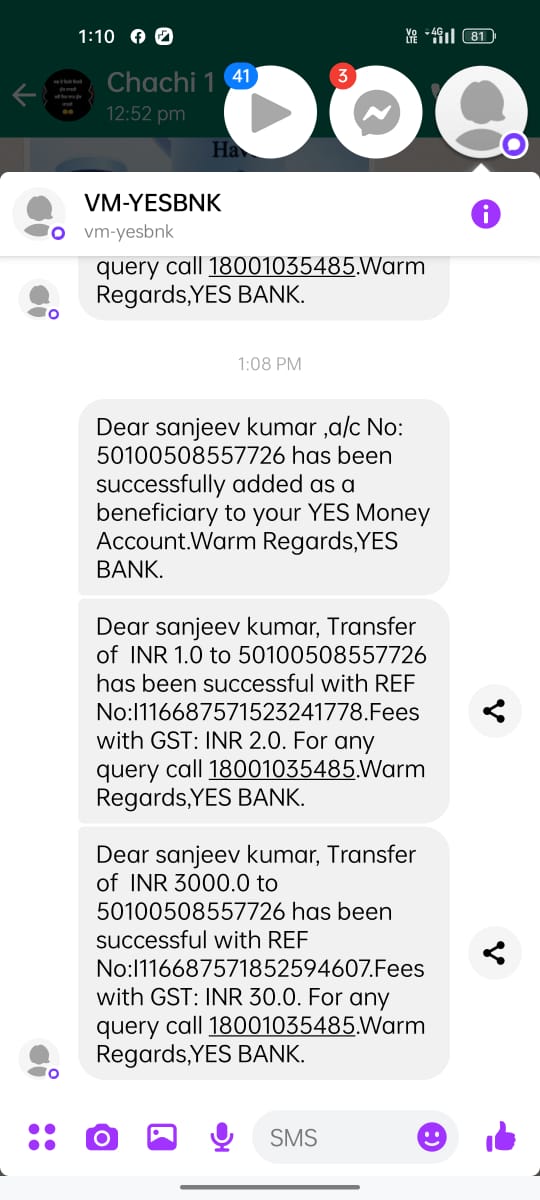 1:10
VO LTE 4G 81
Chachi 1
12:52 pm
41
3
Hav
VM-YESBNK
vm-yesbnk
query call 18001035485.Warm
Regards,YES BANK.
1:08 PM
Dear sanjeev kumar ,a/c No:
50100508557726 has been
successfully added as a
beneficiary to your YES Money
Account.Warm Regards,YES
BANK.
Dear sanjeev kumar, Transfer
of  INR 1.0 to 50100508557726
has been successful with REF
No:I116687571523241778.Fees
with GST: INR 2.0. For any
query call 18001035485.Warm
Regards,YES BANK.
Dear sanjeev kumar, Transfer
of  INR 3000.0 to
50100508557726 has been
successful with REF
No:I116687571852594607.Fees
with GST: INR 30.0. For any
query call 18001035485.Warm
Regards,YES BANK.
SMS